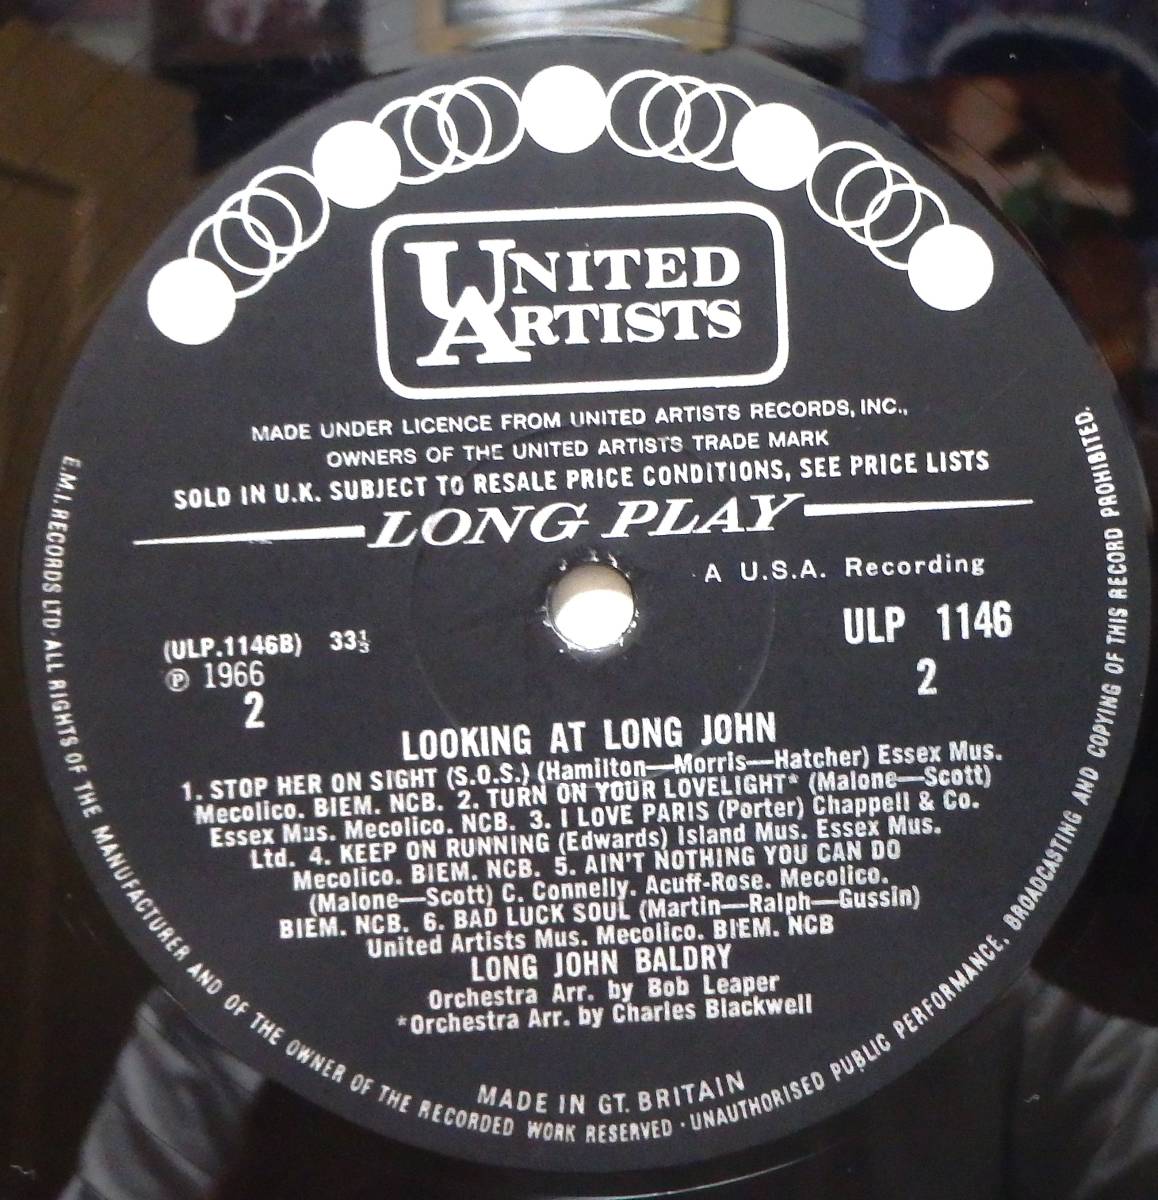 UNITED
ARTISTS
MADE UNDER LICENCE FROM UNITED ARTISTS RECORDS, INC.,
OWNERS OF THE UNITED ARTISTS TRADE MARK
SOLD IN U.K. SUBJECT TO RESALE PRICE CONDITIONS, SEE PRICE LISTS
LONG PLAY
A U.S.A. Recording
(ULP.1146B) 33⅓
ULP 1146
℗ 1966
2
2
LOOKING AT LONG JOHN
1. STOP HER ON SIGHT (S.O.S.) (Hamilton—Morris—Hatcher) Essex Mus.
Mecolico. BIEM. NCB. 2. TURN ON YOUR LOVELIGHT* (Malone—Scott)
Essex Mus. Mecolico. NCB. 3. I LOVE PARIS (Porter) Chappell & Co.
Ltd. 4. KEEP ON RUNNING (Edwards) Island Mus. Essex Mus.
Mecolico. BIEM. NCB. 5. AIN'T NOTHING YOU CAN DO
(Malone—Scott) C. Connelly. Acuff-Rose. Mecolico.
BIEM. NCB. 6. BAD LUCK SOUL (Martin—Ralph—Gussin)
United Artists Mus. Mecolico. BIEM. NCB
LONG JOHN BALDRY
Orchestra Arr. by Bob Leaper
*Orchestra Arr. by Charles Blackwell
MADE IN GT. BRITAIN
E.M.I. RECORDS LTD · ALL RIGHTS OF THE MANUFACTURER AND OF THE OWNER OF THE RECORDED WORK RESERVED · UNAUTHORISED PUBLIC PERFORMANCE, BROADCASTING AND COPYING OF THIS RECORD PROHIBITED.